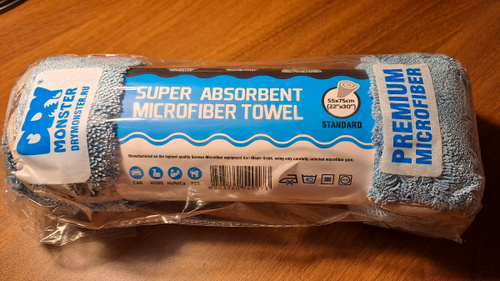 DRY
MONSTER
DRYMONSTER.RU
SUPER ABSORBENT
MICROFIBER TOWEL
55x75cm
(22"x30")
STANDARD
Manufactured on the highest quality German Microfiber equipment Karl Mayer Gmbh, using only carefully selected microfiber yarn.
CAR
HOME
PETS
PREMIUM
MICROFIBER